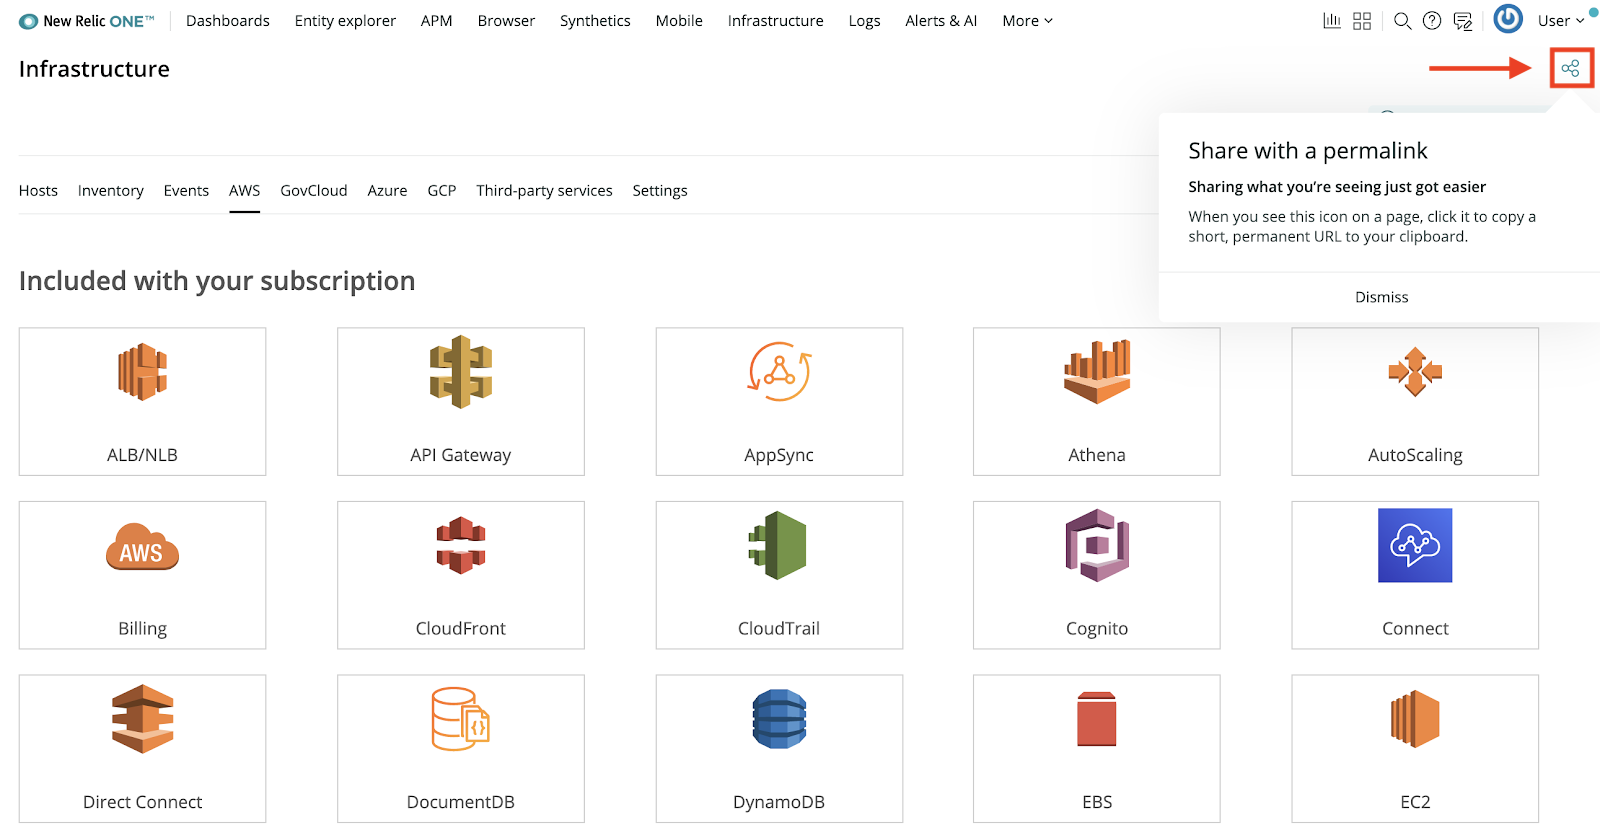 New Relic ONE™ Dashboards Entity explorer APM Browser Synthetics Mobile Infrastructure Logs Alerts & AI More User
Infrastructure
Share with a permalink
Sharing what you’re seeing just got easier
When you see this icon on a page, click it to copy a
short, permanent URL to your clipboard.
Dismiss
Hosts Inventory Events AWS GovCloud Azure GCP Third-party services Settings
Included with your subscription
ALB/NLB API Gateway AppSync Athena AutoScaling
AWS
Billing CloudFront CloudTrail Cognito Connect
Direct Connect DocumentDB DynamoDB EBS EC2